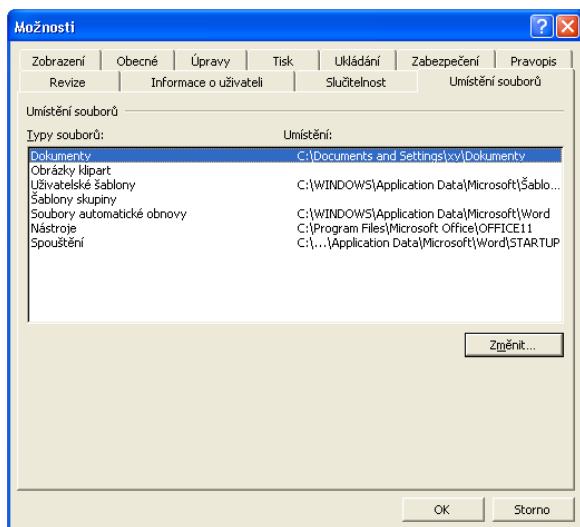 Možnosti
Zobrazení Obecné Úpravy Tisk Ukládání Zabezpečení Pravopis
Revize Informace o uživateli Slučitelnost Umístění souborů
Umístění souborů
Typy souborů: Umístění:
Dokumenty C:\Documents and Settings\xv\Dokumenty
Obrázky klipart
Uživatelské šablony C:\WINDOWS\Application Data\Microsoft\Šablo...
Šablony skupiny
Soubory automatické obnovy C:\WINDOWS\Application Data\Microsoft\Word
Nástroje C:\Program Files\Microsoft Office\OFFICE11
Spouštění C:\...\Application Data\Microsoft\Word\STARTUP
Změnit...
OK Storno